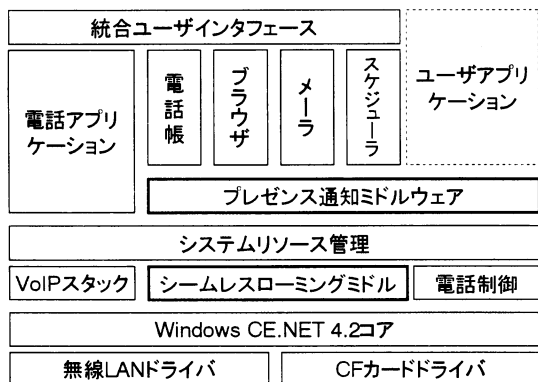 統合ユーザインタフェース
ユーザアプリ
ケーション
電話アプリ
ケーション
電話帳
ブラウザ
メーラ
スケジューラ
プレゼンス通知ミドルウェア
システムリソース管理
VoIPスタック
シームレスローミングミドル
電話制御
Windows CE.NET 4.2コア
無線LANドライバ
CFカードドライバ